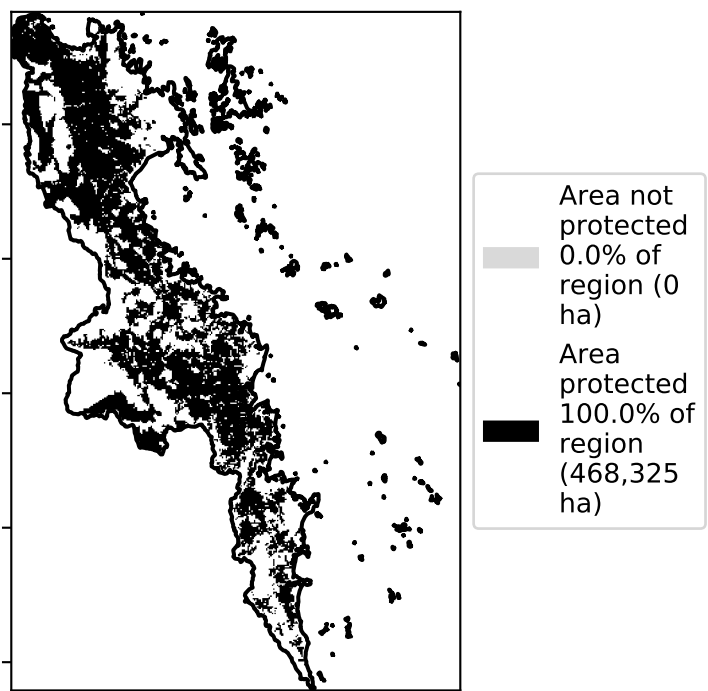 Area not
protected
0.0% of
region (0
ha)
Area
protected
100.0% of
region
(468,325
ha)